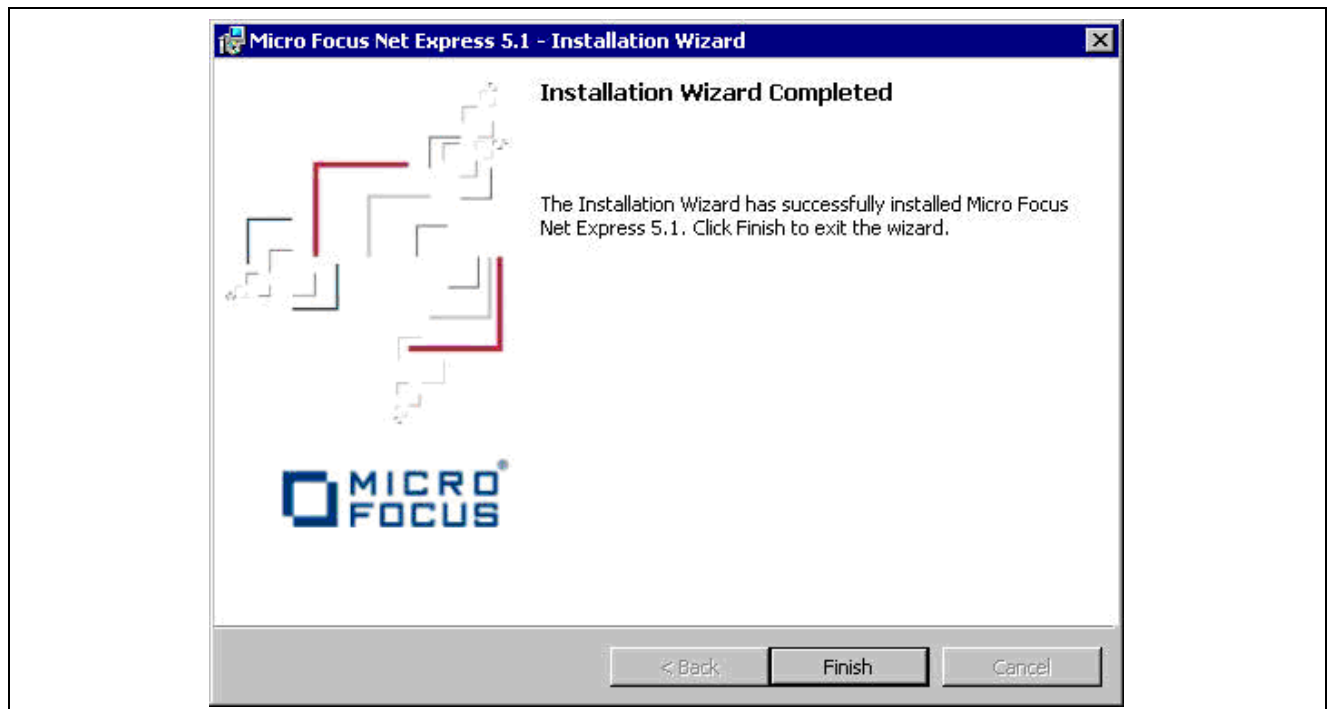 Micro Focus Net Express 5.1 - Installation Wizard
Installation Wizard Completed
The Installation Wizard has successfully installed Micro Focus
Net Express 5.1. Click Finish to exit the wizard.
MICRO®
FOCUS
< Back
Finish
Cancel